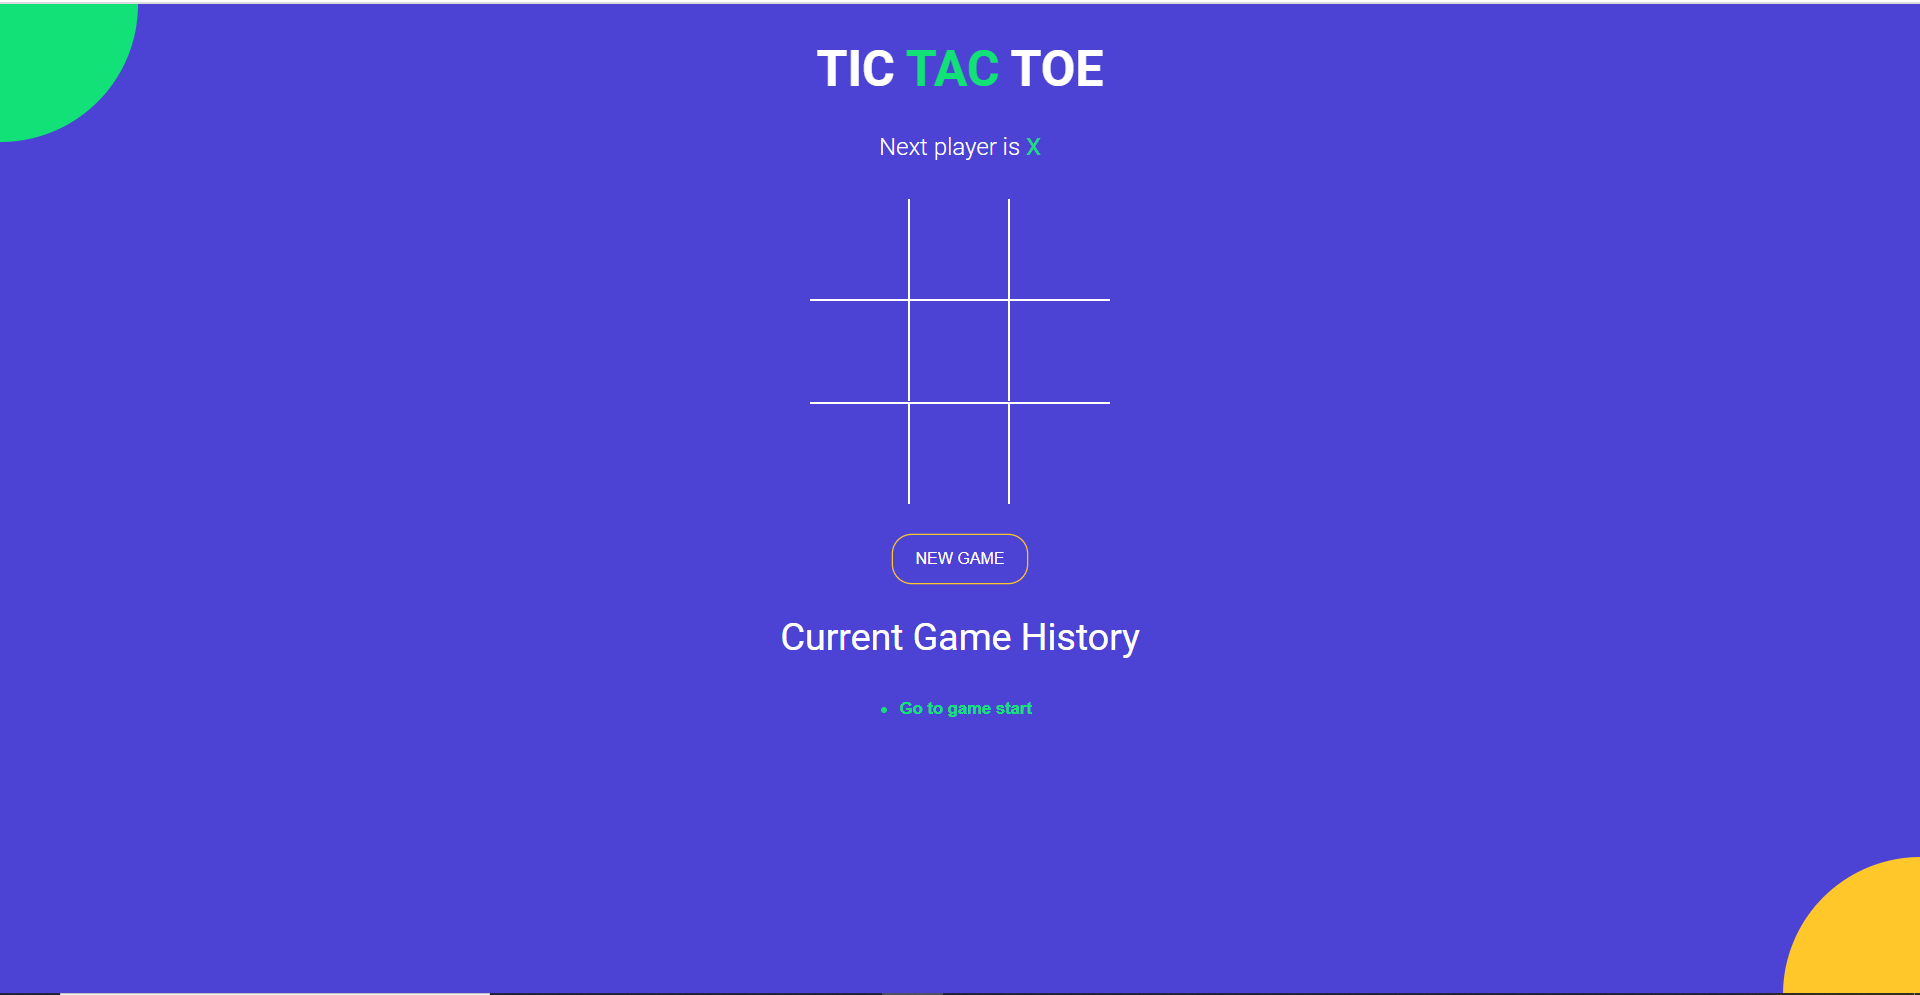 TIC TAC TOE
Next player is X
NEW GAME
Current Game History
Go to game start